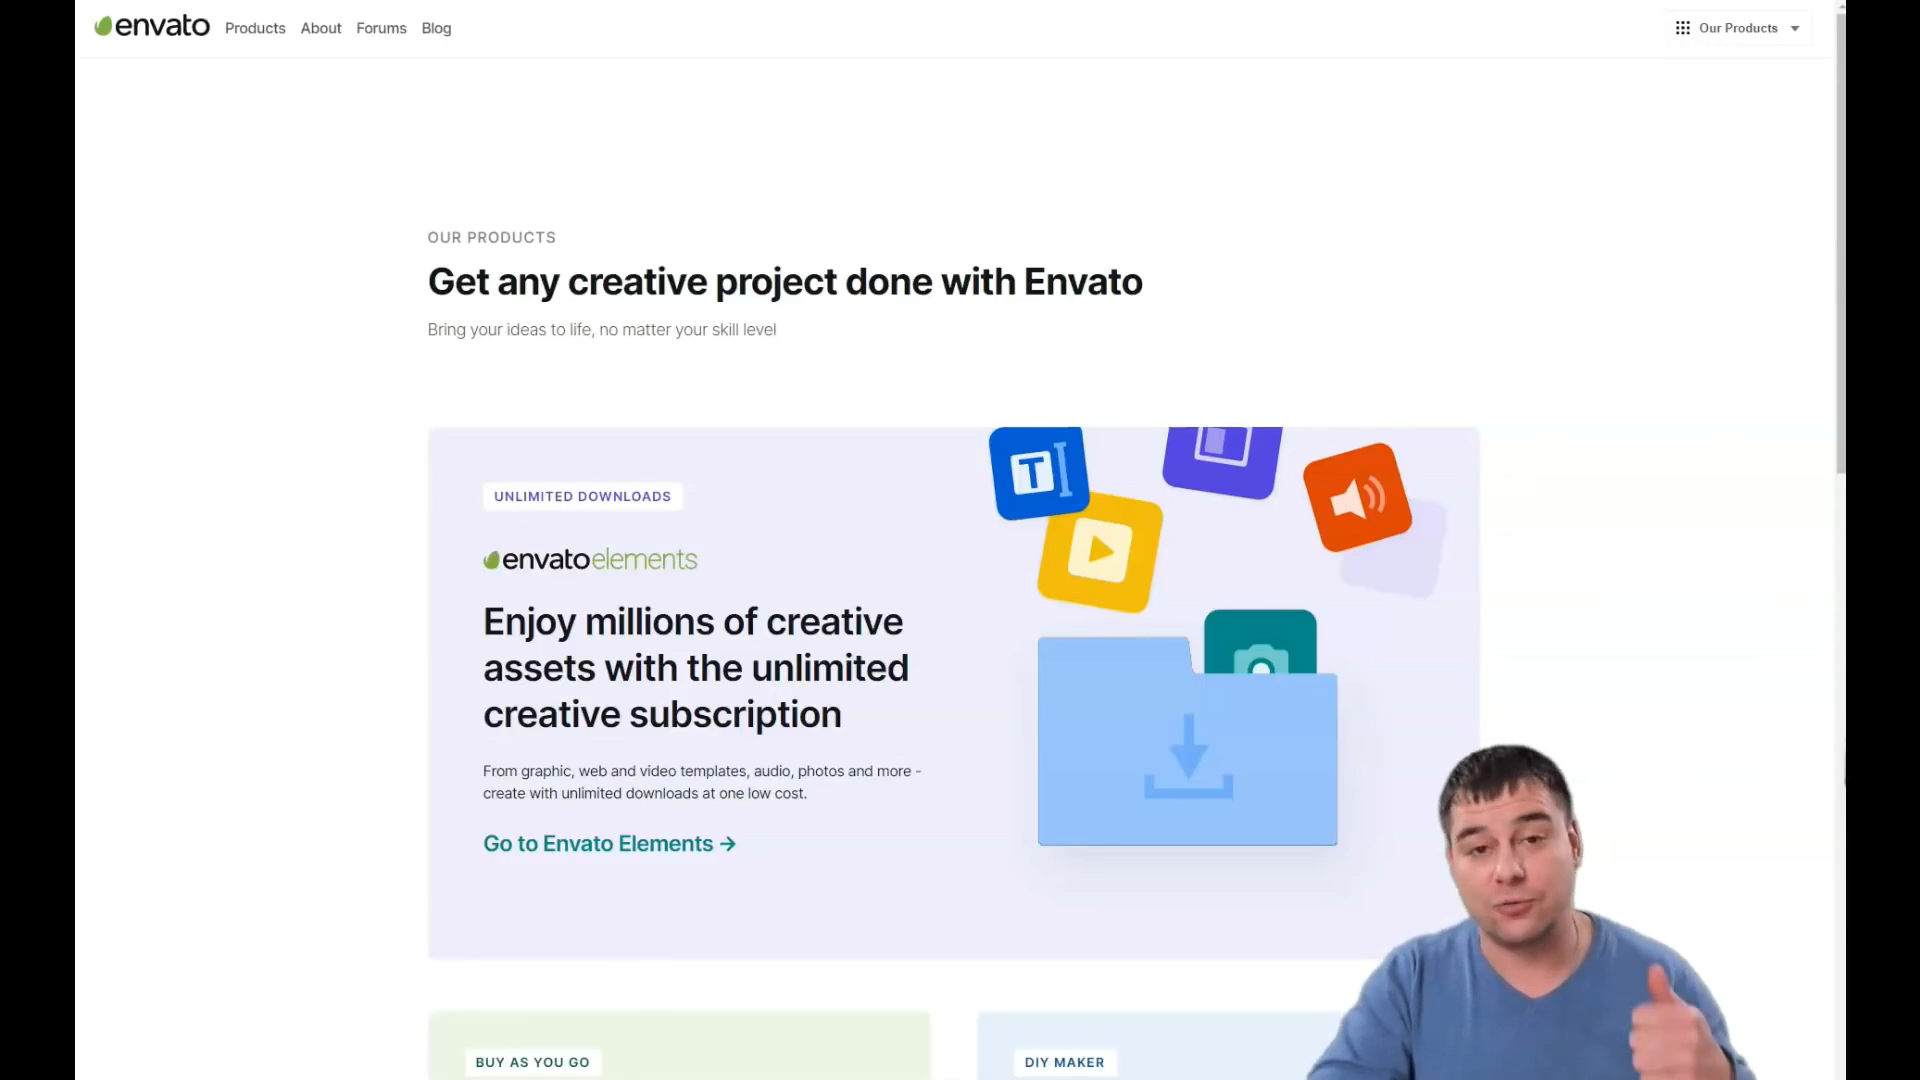 envato Products About Forums Blog Our Products
OUR PRODUCTS
Get any creative project done with Envato
Bring your ideas to life, no matter your skill level
UNLIMITED DOWNLOADS
envatoelements
Enjoy millions of creative
assets with the unlimited
creative subscription
From graphic, web and video templates, audio, photos and more -
create with unlimited downloads at one low cost.
Go to Envato Elements →
T
BUY AS YOU GO
DIY MAKER